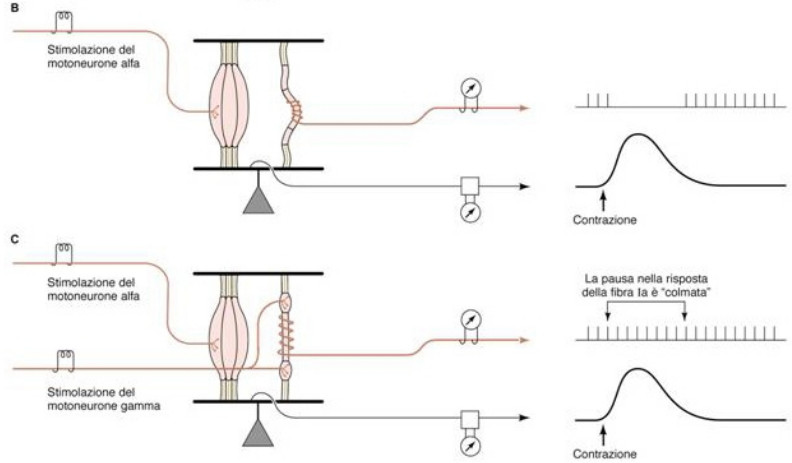 B
Stimolazione del
motoneurone alfa
Contrazione
C
Stimolazione del
motoneurone alfa
La pausa nella risposta
della fibra Ia è “colmata”
Stimolazione del
motoneurone gamma
Contrazione